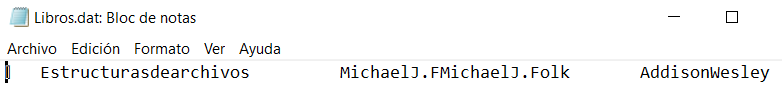 Libros.dat: Bloc de notas
Archivo Edición Formato Ver Ayuda
Estructurasdearchivos MichaelJ.FMichaelJ.Folk AddisonWesley